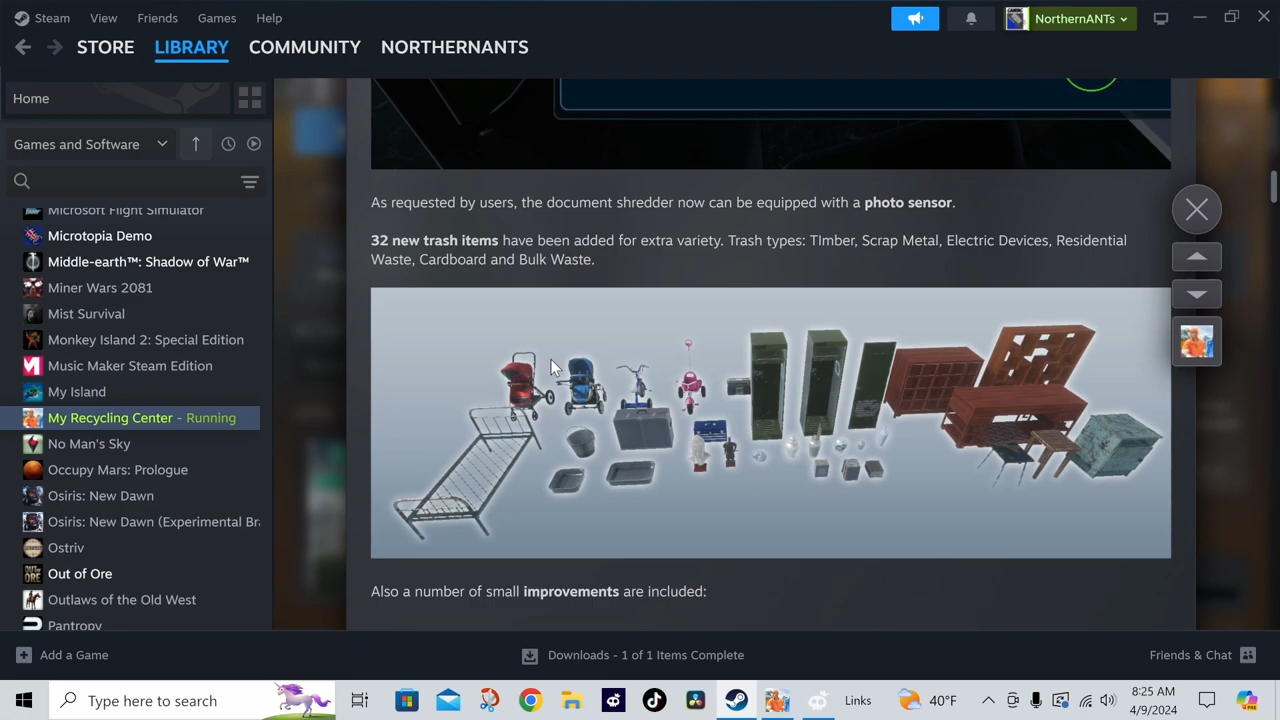 Steam View Friends Games Help NorthernANTs
STORE LIBRARY COMMUNITY NORTHERNANTS
Home
Games and Software
Microsoft Flight Simulator
Microtopia Demo
Middle-earth™: Shadow of War™
Miner Wars 2081
Mist Survival
Monkey Island 2: Special Edition
Music Maker Steam Edition
My Island
My Recycling Center - Running
No Man's Sky
Occupy Mars: Prologue
Osiris: New Dawn
Osiris: New Dawn (Experimental Bra
Ostriv
Out of Ore
Outlaws of the Old West
Pantropy
As requested by users, the document shredder now can be equipped with a photo sensor.
32 new trash items have been added for extra variety. Trash types: TImber, Scrap Metal, Electric Devices, Residential
Waste, Cardboard and Bulk Waste.
Also a number of small improvements are included:
Add a Game Downloads - 1 of 1 Items Complete Friends & Chat
Type here to search Links 40°F 8:25 AM
4/9/2024